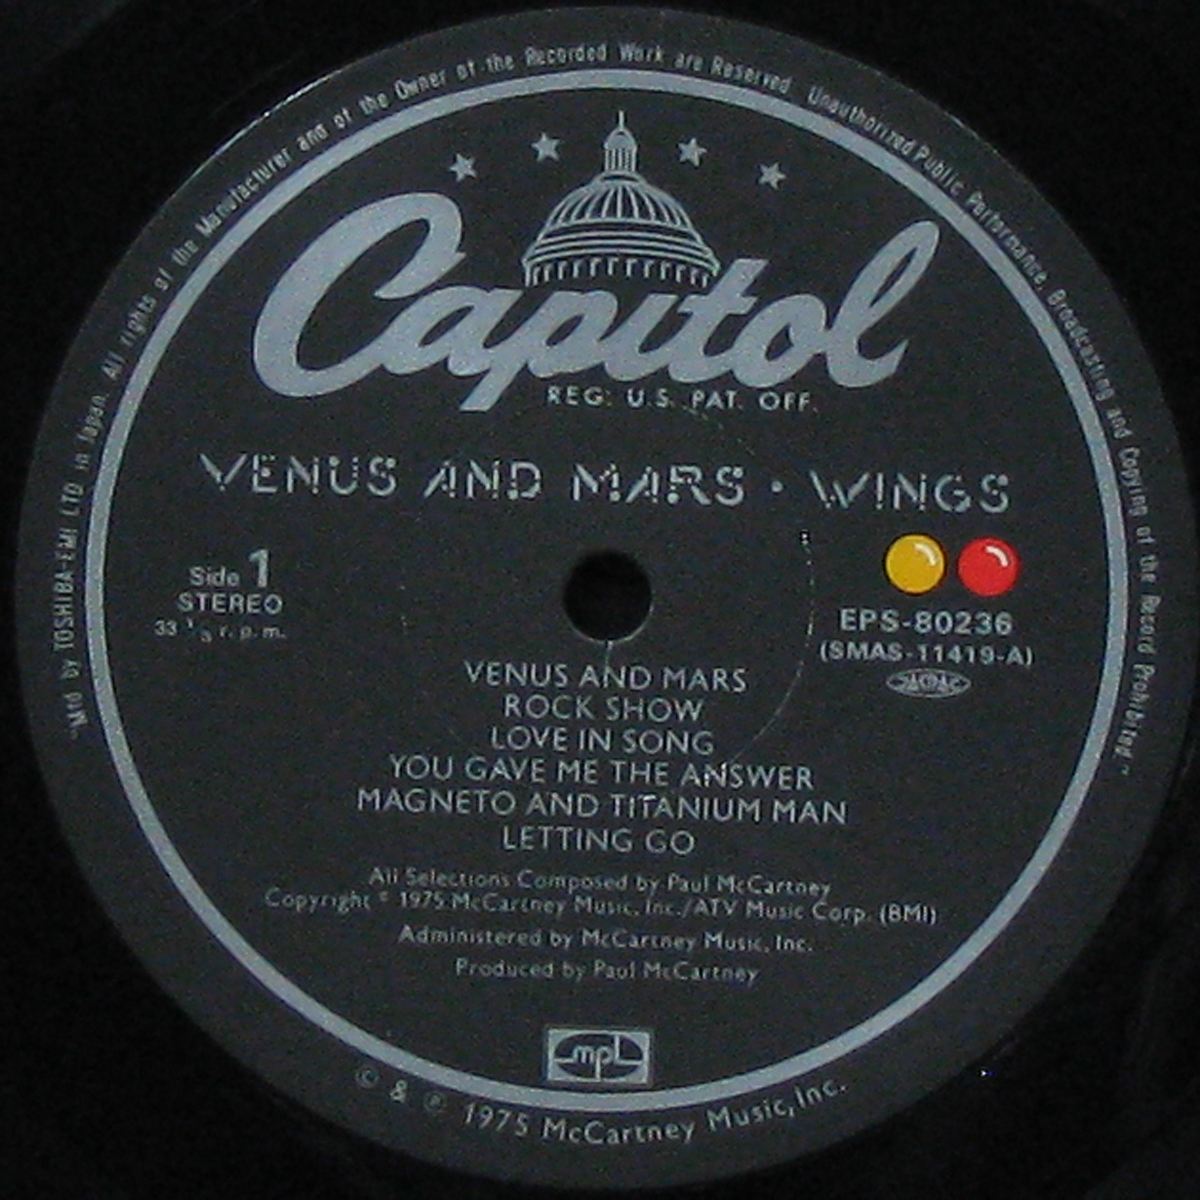 "Mfd by TOSHIBA-EMI LTD in Japan. All rights of the Manufacturer and of the Owner of the Recorded Work are Reserved Unauthorized Public Performance, Broadcasting and Copying of the Record Prohibited"
Capitol
REG. U.S. PAT. OFF.
VENUS AND MARS • WINGS
Side 1
STEREO
33 1/3 r.p.m.
EPS-80236
(SMAS-11419-A)
VENUS AND MARS
ROCK SHOW
LOVE IN SONG
YOU GAVE ME THE ANSWER
MAGNETO AND TITANIUM MAN
LETTING GO
All Selections Composed by Paul McCartney
Copyright © 1975 McCartney Music, Inc./ATV Music Corp. (BMI)
Administered by McCartney Music, Inc.
Produced by Paul McCartney
mpl
© & ℗ 1975 McCartney Music, Inc.